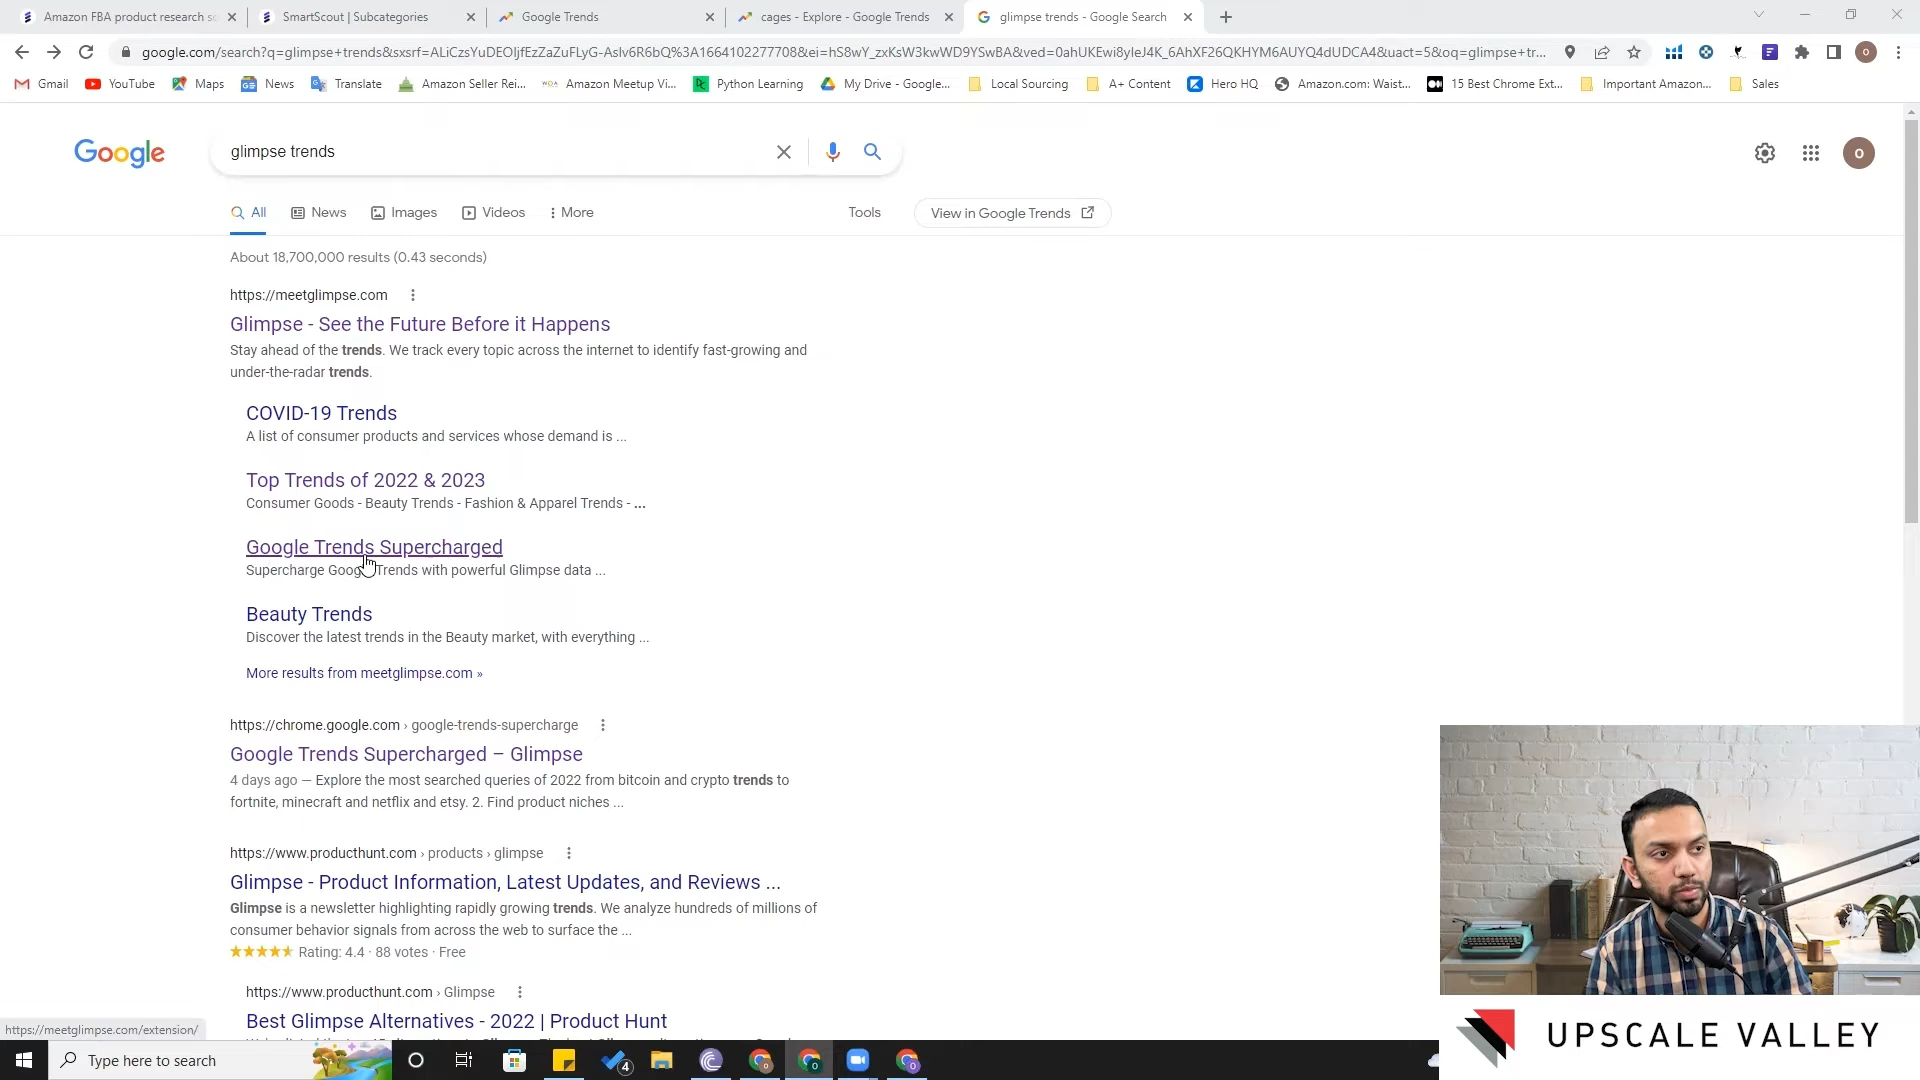 Amazon FBA product research so
SmartScout | Subcategories
Google Trends
cages - Explore - Google Trends
glimpse trends - Google Search
google.com/search?q=glimpse+trends&sxsrf=ALiCzsYuDEOljfEzZaZuFLyG-Aslv6R6bQ%3A1664102277708&ei=hS8wY_zxKsW3kwWD9YSwBA&ved=0ahUKEwi8yIeJ4K_6AhXF26QKHYM6AUYQ4dUDCA4&uact=5&oq=glimpse+tr...
Gmail
YouTube
Maps
News
Translate
Amazon Seller Rei...
Amazon Meetup Vi...
Python Learning
My Drive - Google...
Local Sourcing
A+ Content
Hero HQ
Amazon.com: Waist...
15 Best Chrome Ext...
Important Amazon...
Sales
Google
glimpse trends
All
News
Images
Videos
More
Tools
View in Google Trends
About 18,700,000 results (0.43 seconds)
https://meetglimpse.com
Glimpse - See the Future Before it Happens
Stay ahead of the trends. We track every topic across the internet to identify fast-growing and
under-the-radar trends.
COVID-19 Trends
A list of consumer products and services whose demand is ...
Top Trends of 2022 & 2023
Consumer Goods - Beauty Trends - Fashion & Apparel Trends - ...
Google Trends Supercharged
Supercharge Goog Trends with powerful Glimpse data ...
Beauty Trends
Discover the latest trends in the Beauty market, with everything ...
More results from meetglimpse.com »
https://chrome.google.com › google-trends-supercharge
Google Trends Supercharged – Glimpse
4 days ago — Explore the most searched queries of 2022 from bitcoin and crypto trends to
fortnite, minecraft and netflix and etsy. 2. Find product niches ...
https://www.producthunt.com › products › glimpse
Glimpse - Product Information, Latest Updates, and Reviews ...
Glimpse is a newsletter highlighting rapidly growing trends. We analyze hundreds of millions of
consumer behavior signals from across the web to surface the ...
Rating: 4.4 · 88 votes · Free
https://www.producthunt.com › Glimpse
Best Glimpse Alternatives - 2022 | Product Hunt
https://meetglimpse.com/extension/
Type here to search
4
UPSCALE VALLEY